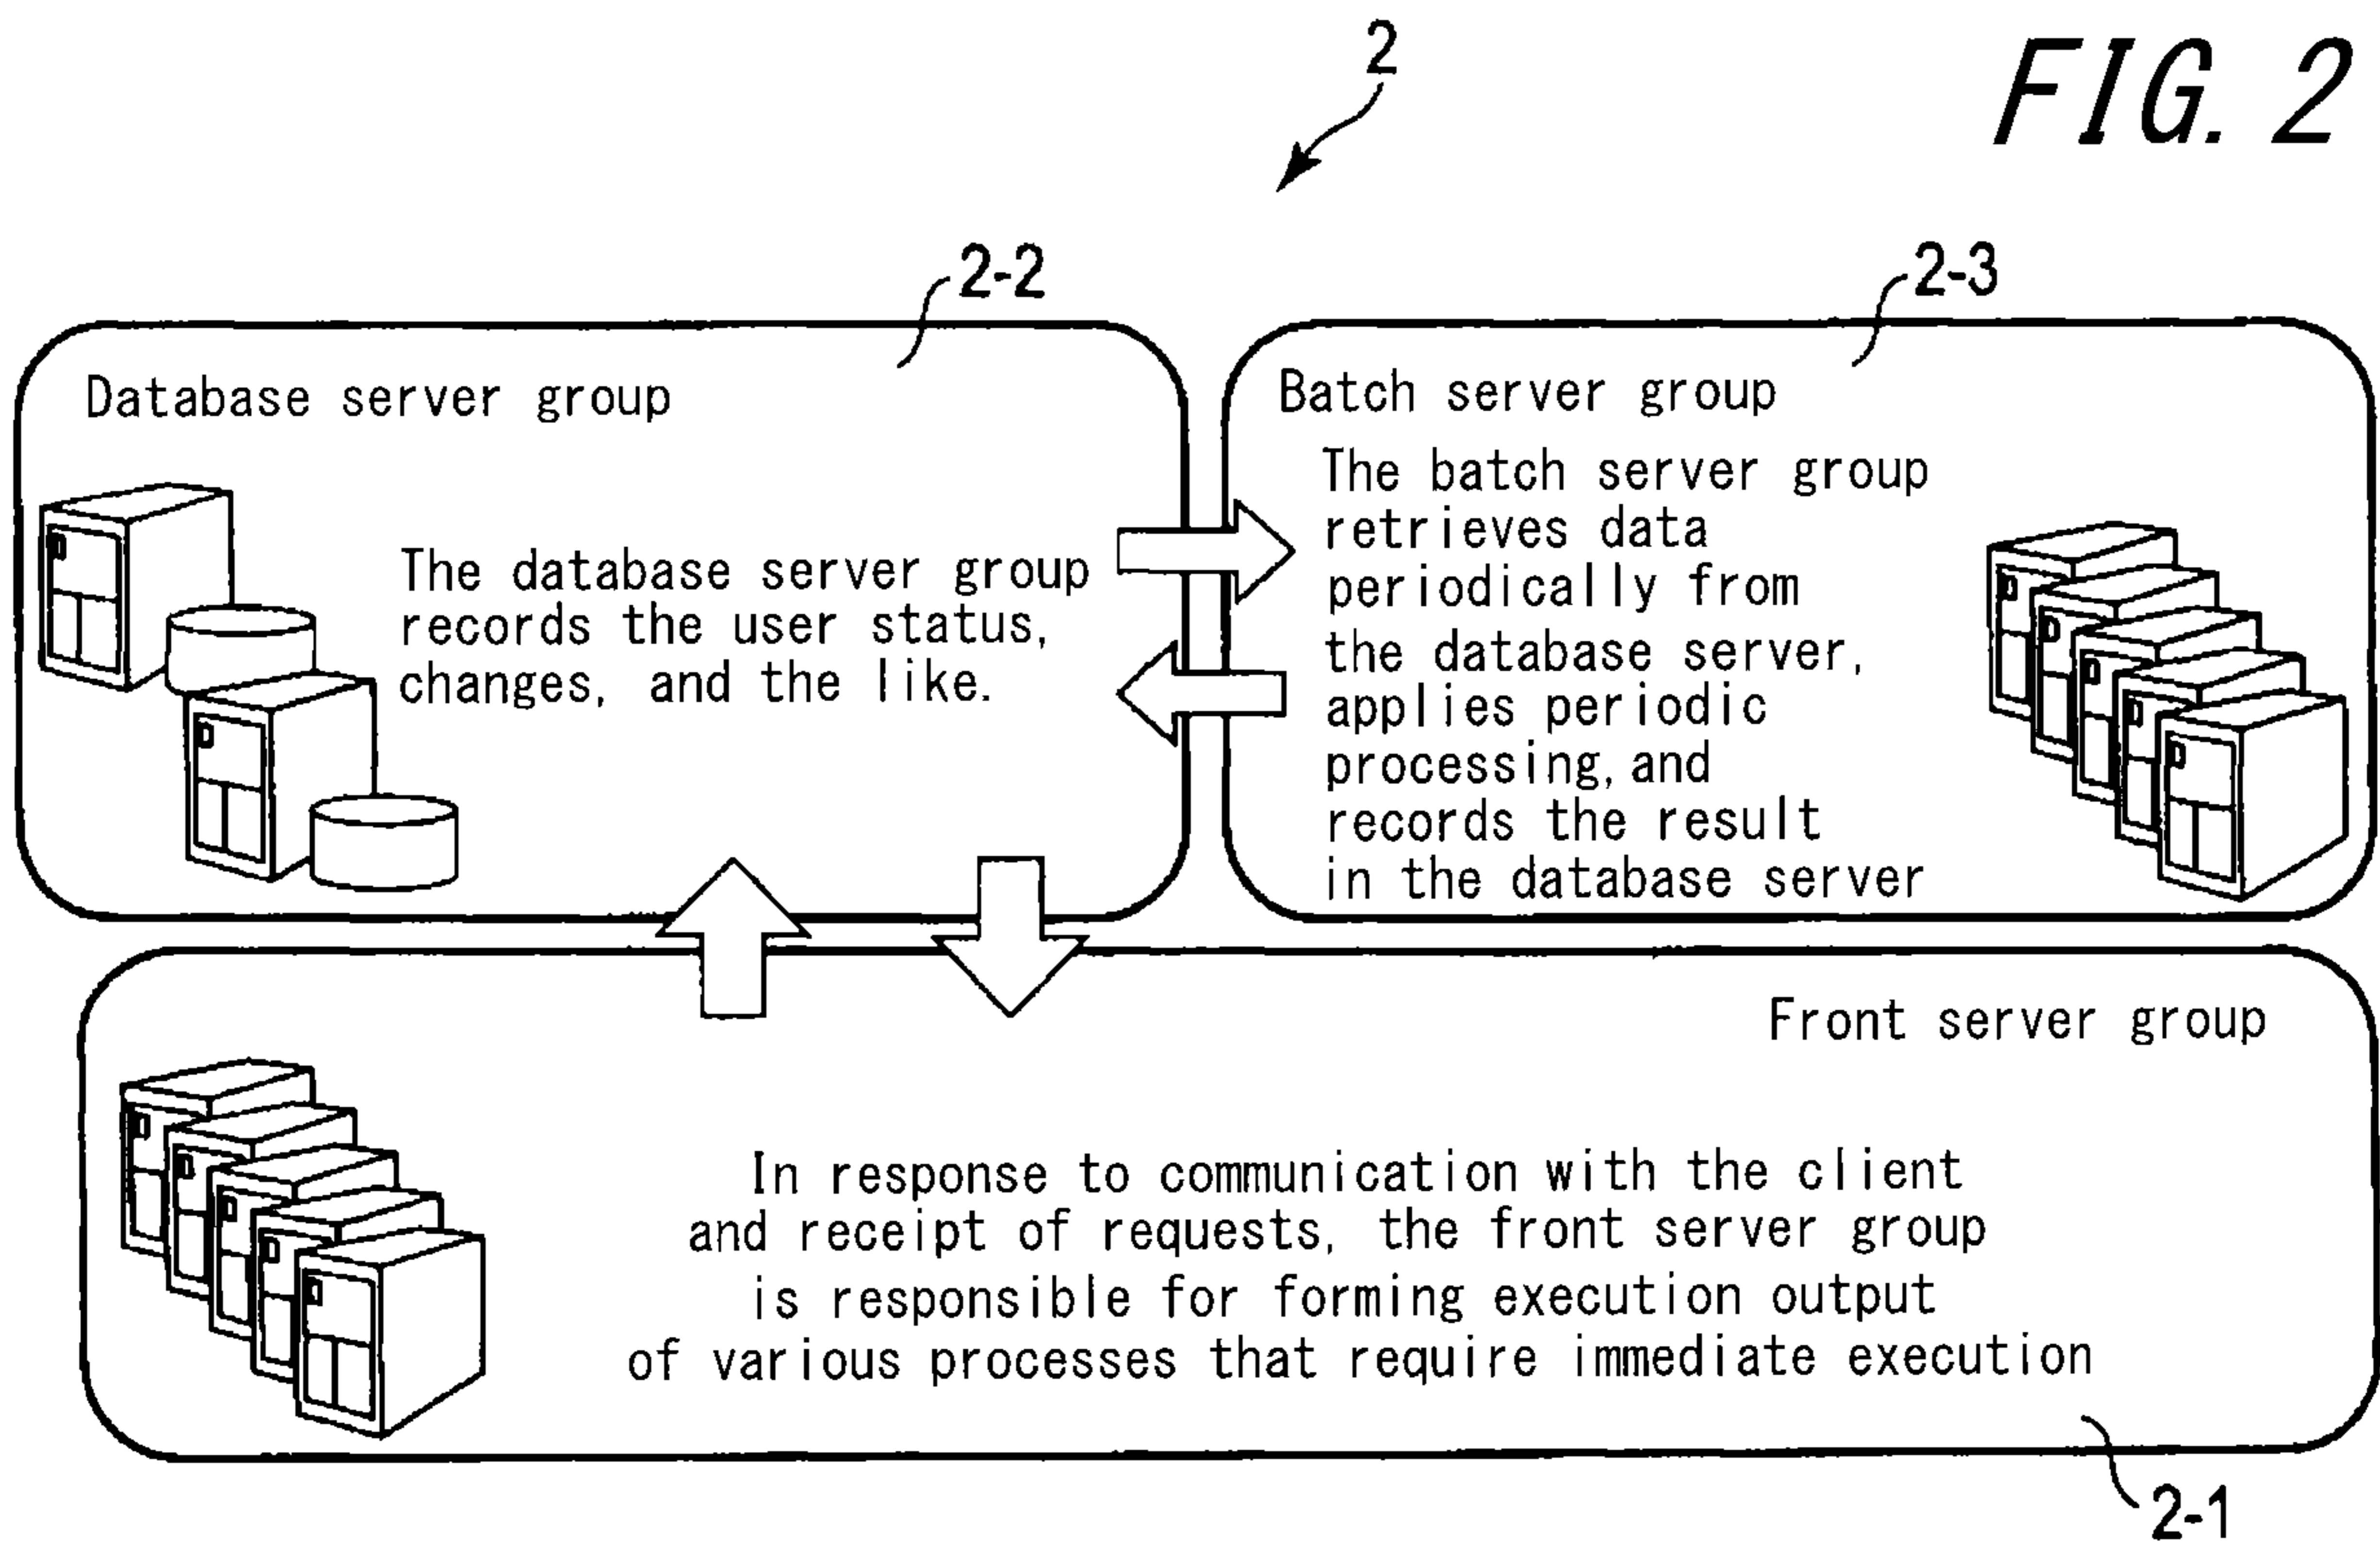 2
FIG. 2
2-2
2-3
Database server group
The database server group
records the user status,
changes, and the like.
Batch server group
The batch server group
retrieves data
periodically from
the database server,
applies periodic
processing, and
records the result
in the database server
Front server group
In response to communication with the client
and receipt of requests, the front server group
is responsible for forming execution output
of various processes that require immediate execution
2-1